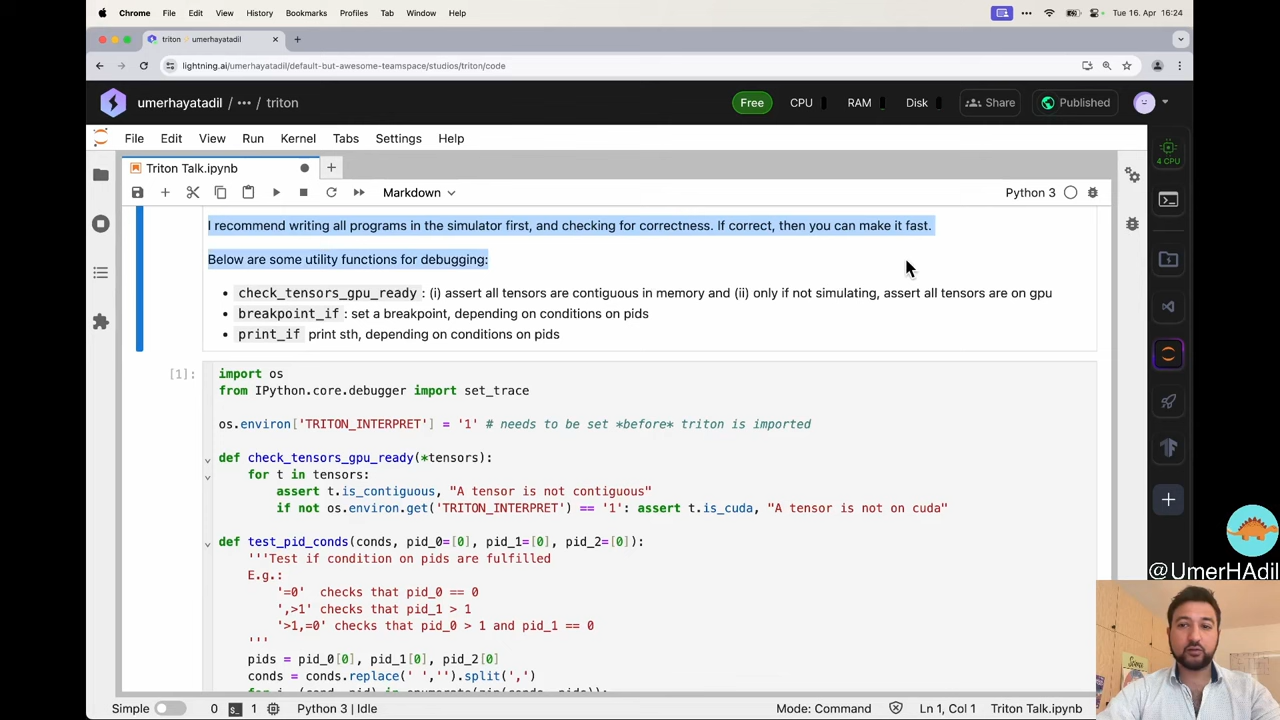 Chrome File Edit View History Bookmarks Profiles Tab Window Help Tue 16. Apr 16:24
triton umerhayatadil
lightning.ai/umerhayatadil/default-but-awesome-teamspace/studios/triton/code
umerhayatadil / ··· / triton Free CPU RAM Disk Share Published
File Edit View Run Kernel Tabs Settings Help
Triton Talk.ipynb
4 CPU
Markdown Python 3
I recommend writing all programs in the simulator first, and checking for correctness. If correct, then you can make it fast.
Below are some utility functions for debugging:
• check_tensors_gpu_ready : (i) assert all tensors are contiguous in memory and (ii) only if not simulating, assert all tensors are on gpu
• breakpoint_if : set a breakpoint, depending on conditions on pids
• print_if print sth, depending on conditions on pids
[1]: import os
from IPython.core.debugger import set_trace
os.environ['TRITON_INTERPRET'] = '1' # needs to be set *before* triton is imported
def check_tensors_gpu_ready(*tensors):
for t in tensors:
assert t.is_contiguous, "A tensor is not contiguous"
if not os.environ.get('TRITON_INTERPRET') == '1': assert t.is_cuda, "A tensor is not on cuda"
def test_pid_conds(conds, pid_0=[0], pid_1=[0], pid_2=[0]):
'''Test if condition on pids are fulfilled
E.g.:
'=0' checks that pid_0 == 0
',>1' checks that pid_1 > 1
'>1,=0' checks that pid_0 > 1 and pid_1 == 0
'''
pids = pid_0[0], pid_1[0], pid_2[0]
conds = conds.replace(' ','').split(',')
@UmerHAdil
Simple 0 1 Python 3 | Idle Mode: Command Ln 1, Col 1 Triton Talk.ipynb